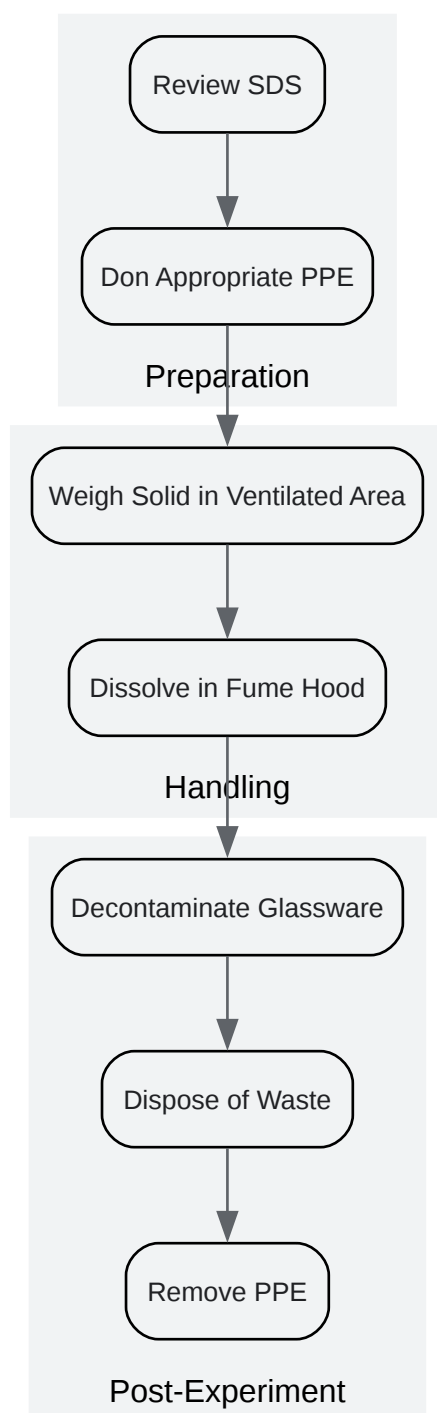 Review SDS
Don Appropriate PPE
Preparation
Weigh Solid in Ventilated Area
Dissolve in Fume Hood
Handling
Decontaminate Glassware
Dispose of Waste
Remove PPE
Post-Experiment